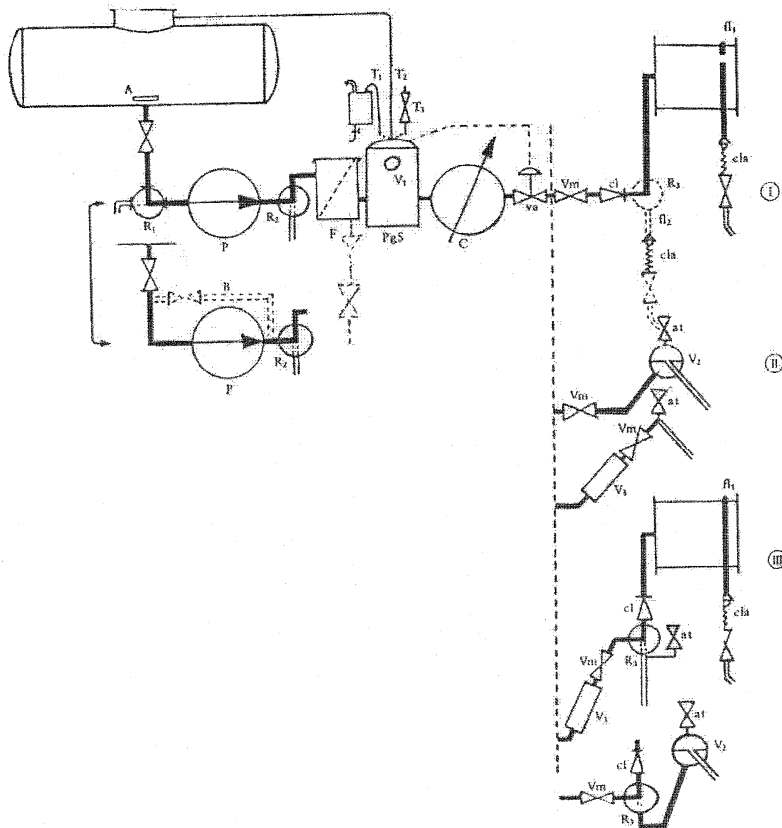 fl₁
A
T₁
T₂
T₃
cla
V₁
va
Vm
cl
R₃
I
R₁
P
R₂
F
PgS
C
fl₂
cla
B
at
V₂
II
P
R₂
Vm
at
Vm
V₃
fl₁
III
cl
cla
Vm
R₃
at
V₃
at
V₂
cl
Vm
R₃